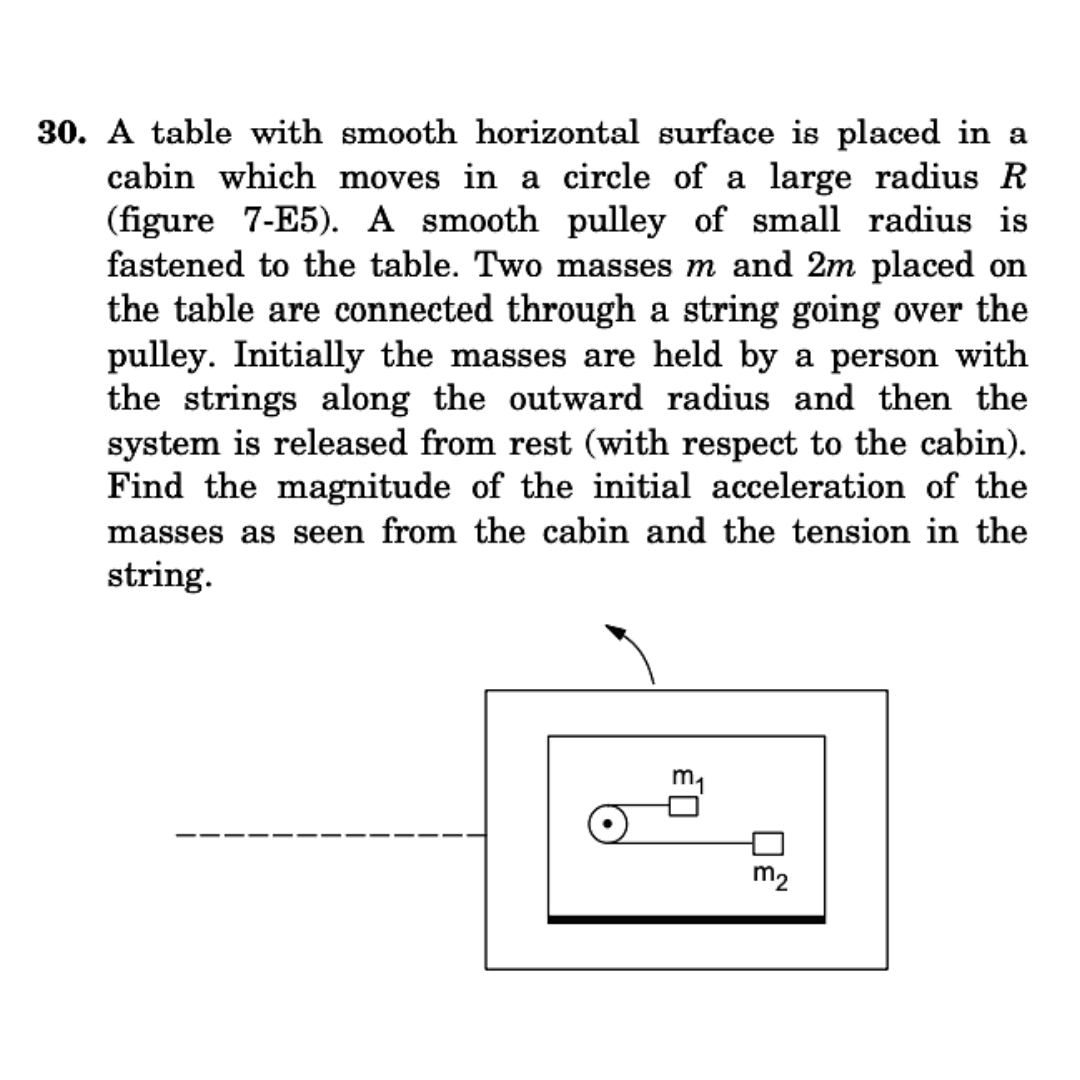 30. A table with smooth horizontal surface is placed in a
cabin which moves in a circle of a large radius R
(figure 7-E5). A smooth pulley of small radius is
fastened to the table. Two masses m and 2m placed on
the table are connected through a string going over the
pulley. Initially the masses are held by a person with
the strings along the outward radius and then the
system is released from rest (with respect to the cabin).
Find the magnitude of the initial acceleration of the
masses as seen from the cabin and the tension in the
string.
m₁
m₂